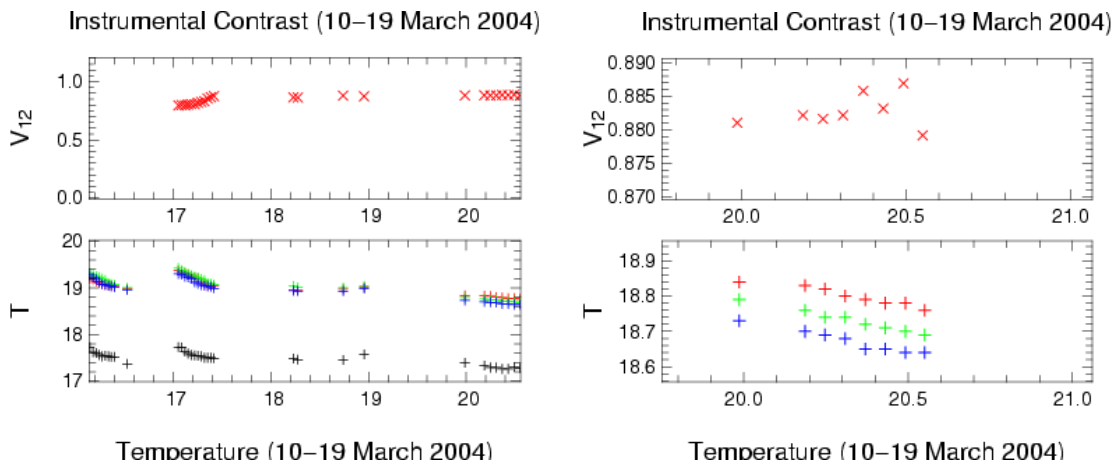 Instrumental Contrast (10–19 March 2004)
V12
1.0
0.5
0.0
17 18 19 20
T
20
19
18
17
17 18 19 20
Temperature (10–19 March 2004)
Instrumental Contrast (10–19 March 2004)
V12
0.890
0.885
0.880
0.875
0.870
20.0 20.5 21.0
T
18.9
18.8
18.7
18.6
20.0 20.5 21.0
Temperature (10–19 March 2004)